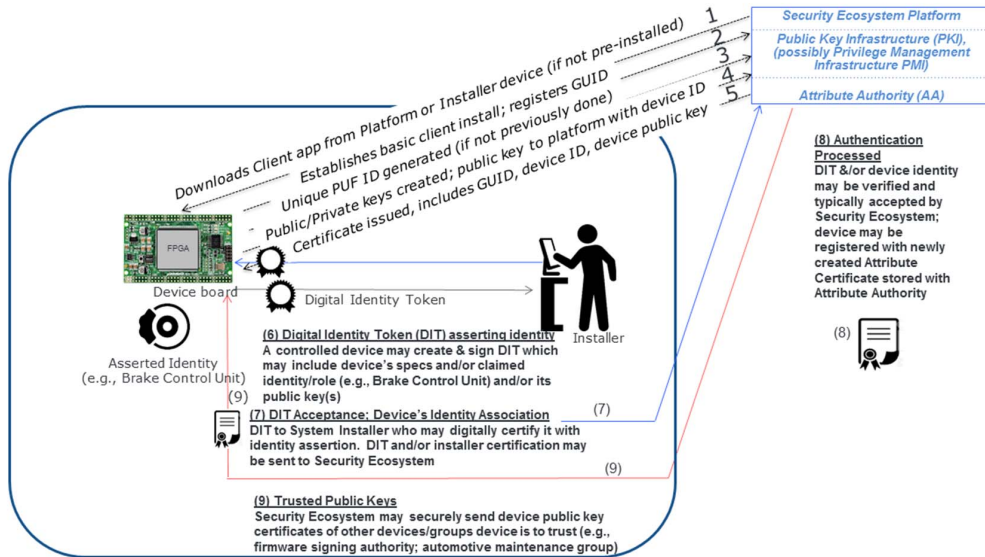 1
Security Ecosystem Platform
2
Public Key Infrastructure (PKI),
(possibly Privilege Management
Infrastructure PMI)
3
4
Attribute Authority (AA)
5
Downloads Client app from Platform or Installer device (if not pre-installed)
Establishes basic client install; registers GUID
Unique PUF ID generated (if not previously done)
Public/Private keys created; public key to platform with device ID
Certificate issued, includes GUID, device ID, device public key
(8) Authentication
Processed
DIT &/or device identity
may be verified and
typically accepted by
Security Ecosystem;
device may be
registered with newly
created Attribute
Certificate stored with
Attribute Authority
(8)
FPGA
Device board
Digital Identity Token
Installer
Asserted Identity
(e.g., Brake Control Unit)
(6) Digital Identity Token (DIT) asserting identity
A controlled device may create & sign DIT which
may include device's specs and/or claimed
identity/role (e.g., Brake Control Unit) and/or its
public key(s)
(9)
(7) DIT Acceptance; Device's Identity Association
DIT to System Installer who may digitally certify it with
identity assertion. DIT and/or installer certification may
be sent to Security Ecosystem
(7)
(9)
(9) Trusted Public Keys
Security Ecosystem may securely send device public key
certificates of other devices/groups device is to trust (e.g.,
firmware signing authority; automotive maintenance group)